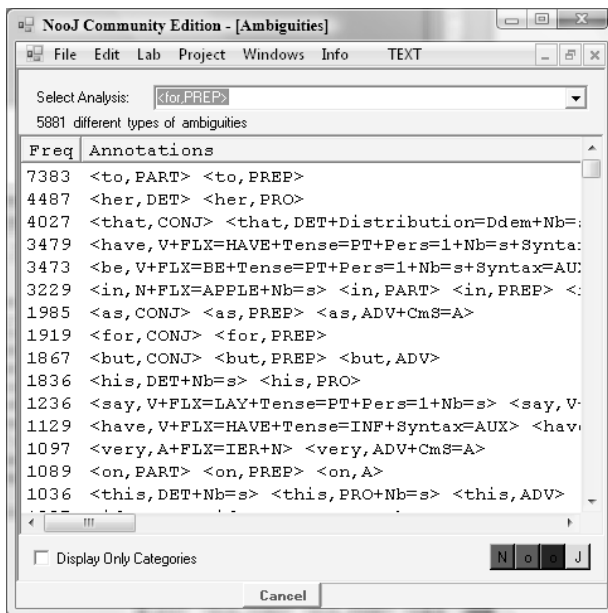 NooJ Community Edition - [Ambiguities]
File Edit Lab Project Windows Info TEXT
Select Analysis: <for,PREP>
5881 different types of ambiguities
Freq Annotations
7383 <to,PART> <to,PREP>
4487 <her,DET> <her,PRO>
4027 <that,CONJ> <that,DET+Distribution=Ddem+Nb=
3479 <have,V+FLX=HAVE+Tense=PT+Pers=1+Nb=s+Synta
3473 <be,V+FLX=BE+Tense=PT+Pers=1+Nb=s+Syntax=AU
3229 <in,N+FLX=APPLE+Nb=s> <in,PART> <in,PREP> <
1985 <as,CONJ> <as,PREP> <as,ADV+CmS=A>
1919 <for,CONJ> <for,PREP>
1867 <but,CONJ> <but,PREP> <but,ADV>
1836 <his,DET+Nb=s> <his,PRO>
1236 <say,V+FLX=LAY+Tense=PT+Pers=1+Nb=s> <say,V
1129 <have,V+FLX=HAVE+Tense=INF+Syntax=AUX> <hav
1097 <very,A+FLX=IER+N> <very,ADV+CmS=A>
1089 <on,PART> <on,PREP> <on,A>
1036 <this,DET+Nb=s> <this,PRO+Nb=s> <this,ADV>
Display Only Categories
N o o J
Cancel